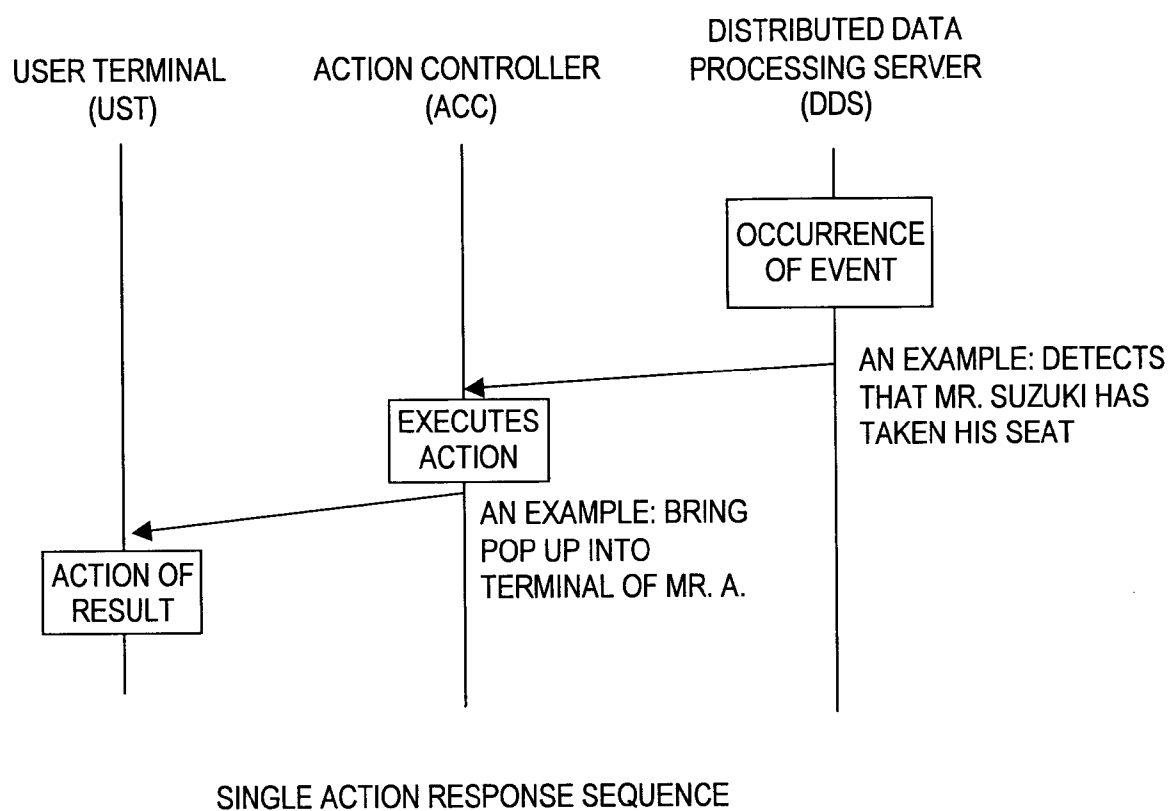 USER TERMINAL
(UST)
ACTION CONTROLLER
(ACC)
DISTRIBUTED DATA
PROCESSING SERVER
(DDS)
OCCURRENCE
OF EVENT
AN EXAMPLE: DETECTS
THAT MR. SUZUKI HAS
TAKEN HIS SEAT
EXECUTES
ACTION
AN EXAMPLE: BRING
POP UP INTO
TERMINAL OF MR. A.
ACTION OF
RESULT
SINGLE ACTION RESPONSE SEQUENCE